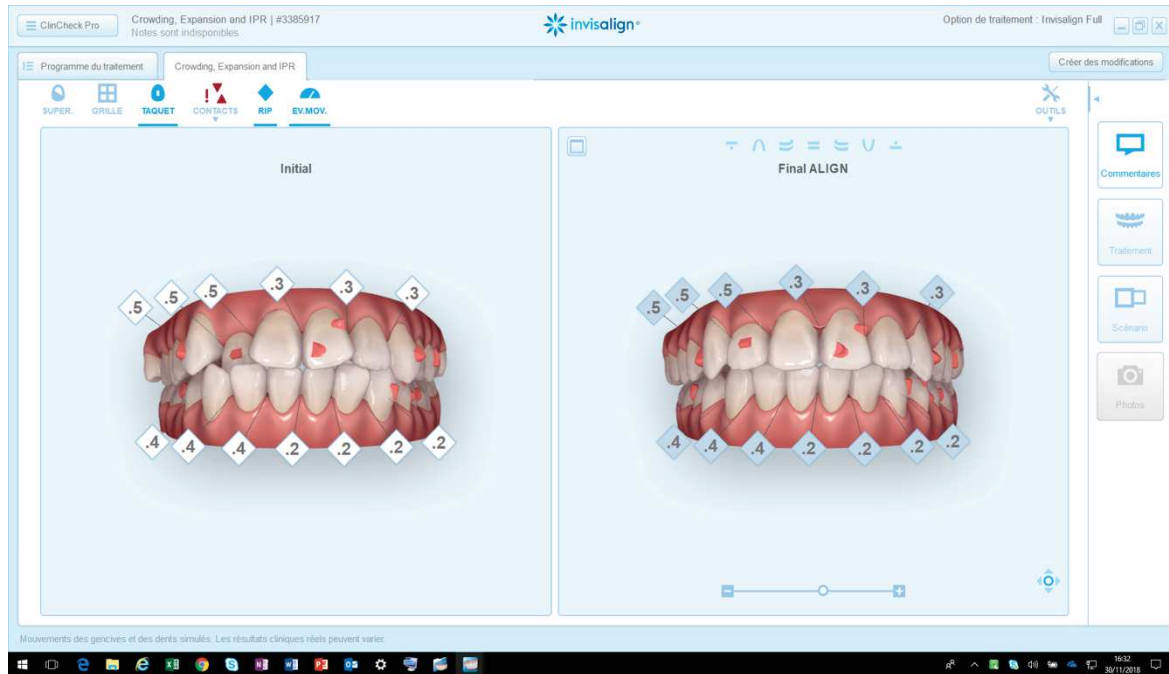 ClinCheck Pro
Crowding, Expansion and IPR | #3385917
Notes sont indisponibles
invisalign
Option de traitement : Invisalign Full
Programme du traitement
Crowding, Expansion and IPR
Créer des modifications
SUPER.
GRILLE
TAQUET
CONTACTS
RIP
EV.MOV.
OUTILS
Initial
Final ALIGN
.5 .5 .5 .3 .3 .3
.5 .5 .5 .3 .3 .3
.4 .4 .4 .2 .2 .2 .2
.4 .4 .4 .2 .2 .2 .2
Commentaires
Traitement
Scénario
Photos
Mouvements des gencives et des dents simulés. Les résultats cliniques réels peuvent varier.
16:32
30/11/2018